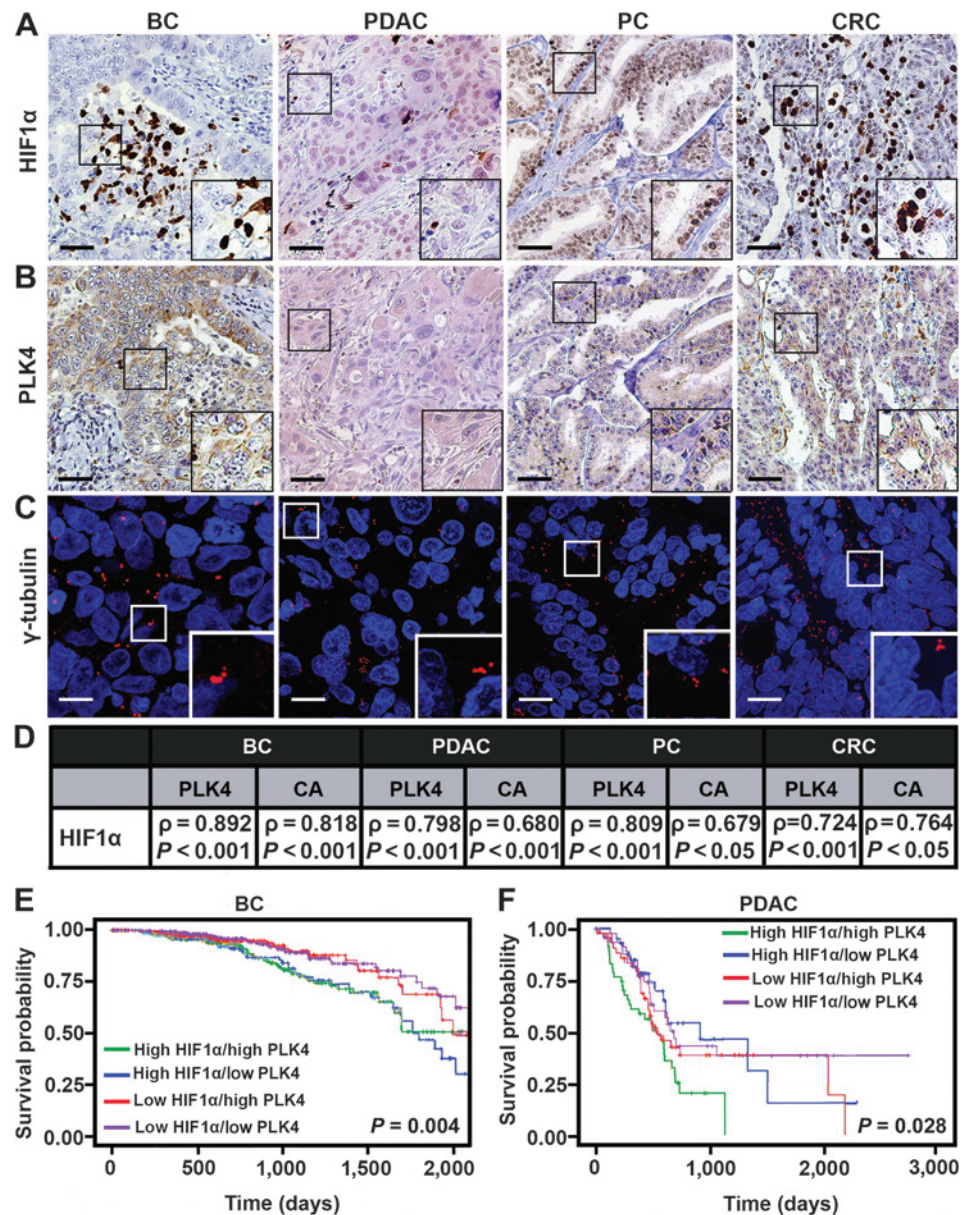 A
BC
PDAC
PC
CRC
HIF1α
B
PLK4
C
γ-tubulin
D
BC PDAC PC CRC
PLK4 CA PLK4 CA PLK4 CA PLK4 CA
HIF1α
ρ = 0.892 ρ = 0.818 ρ = 0.798 ρ = 0.680 ρ = 0.809 ρ = 0.679 ρ=0.724 ρ = 0.764
P < 0.001 P < 0.001 P < 0.001 P < 0.001 P < 0.001 P < 0.05 P < 0.001 P < 0.05
E
BC
Survival probability
1.00
0.75
0.50
0.25
0.00
High HIF1α/high PLK4
High HIF1α/low PLK4
Low HIF1α/high PLK4
Low HIF1α/low PLK4
P = 0.004
0 500 1,000 1,500 2,000
Time (days)
F
PDAC
Survival probability
1.00
0.75
0.50
0.25
0.00
High HIF1α/high PLK4
High HIF1α/low PLK4
Low HIF1α/high PLK4
Low HIF1α/low PLK4
P = 0.028
0 1,000 2,000 3,000
Time (days)